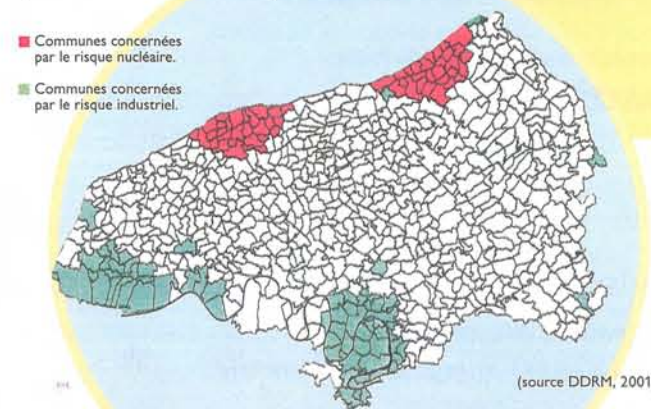 Communes concernées
par le risque nucléaire.
Communes concernées
par le risque industriel.
(source DDRM, 2001